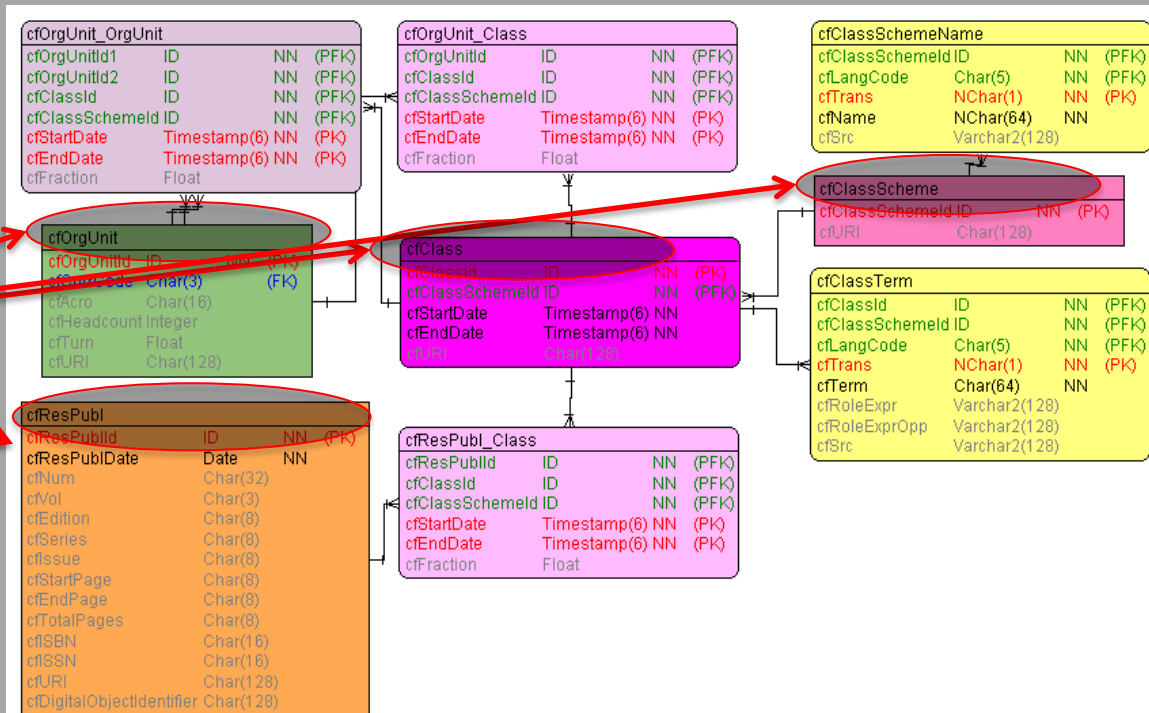 cfOrgUnit_OrgUnit
cfOrgUnitId1 ID NN (PFK)
cfOrgUnitId2 ID NN (PFK)
cfClassId ID NN (PFK)
cfClassSchemeId ID NN (PFK)
cfStartDate Timestamp(6) NN (PK)
cfEndDate Timestamp(6) NN (PK)
cfFraction Float
cfOrgUnit_Class
cfOrgUnitId ID NN (PFK)
cfClassId ID NN (PFK)
cfClassSchemeId ID NN (PFK)
cfStartDate Timestamp(6) NN (PK)
cfEndDate Timestamp(6) NN (PK)
cfFraction Float
cfClassSchemeName
cfClassSchemeId ID NN (PFK)
cfLangCode Char(5) NN (PFK)
cfTrans NChar(1) NN (PK)
cfName NChar(64) NN
cfSrc Varchar2(128)
cfClassScheme
cfClassSchemeId ID NN (PK)
cfURI Char(128)
cfOrgUnit
cfOrgUnitId ID NN (PK)
cfCurrCode Char(3) (FK)
cfAcro Char(16)
cfHeadcount Integer
cfTurn Float
cfURI Char(128)
cfClass
cfClassId ID NN (PK)
cfClassSchemeId ID NN (PFK)
cfStartDate Timestamp(6) NN
cfEndDate Timestamp(6) NN
cfURI Char(128)
cfClassTerm
cfClassId ID NN (PFK)
cfClassSchemeId ID NN (PFK)
cfLangCode Char(5) NN (PFK)
cfTrans NChar(1) NN (PK)
cfTerm Char(64) NN
cfRoleExpr Varchar2(128)
cfRoleExprOpp Varchar2(128)
cfSrc Varchar2(128)
cfResPubl
cfResPublId ID NN (PK)
cfResPublDate Date NN
cfNum Char(32)
cfVol Char(3)
cfEdition Char(8)
cfSeries Char(8)
cfIssue Char(8)
cfStartPage Char(8)
cfEndPage Char(8)
cfTotalPages Char(8)
cfISBN Char(16)
cfISSN Char(16)
cfURI Char(128)
cfDigitalObjectIdentifier Char(128)
cfResPubl_Class
cfResPublId ID NN (PFK)
cfClassId ID NN (PFK)
cfClassSchemeId ID NN (PFK)
cfStartDate Timestamp(6) NN (PK)
cfEndDate Timestamp(6) NN (PK)
cfFraction Float